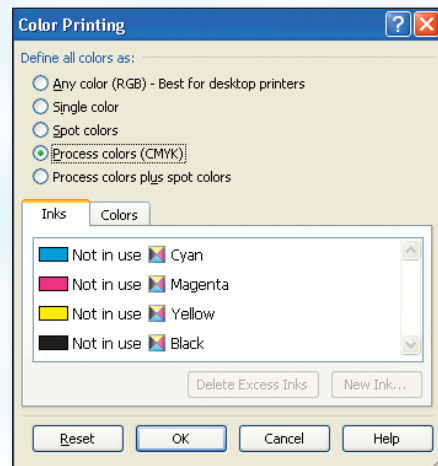 Color Printing
Define all colors as:
Any color (RGB) - Best for desktop printers
Single color
Spot colors
Process colors (CMYK)
Process colors plus spot colors
Inks Colors
Not in use Cyan
Not in use Magenta
Not in use Yellow
Not in use Black
Delete Excess Inks New Ink...
Reset OK Cancel Help